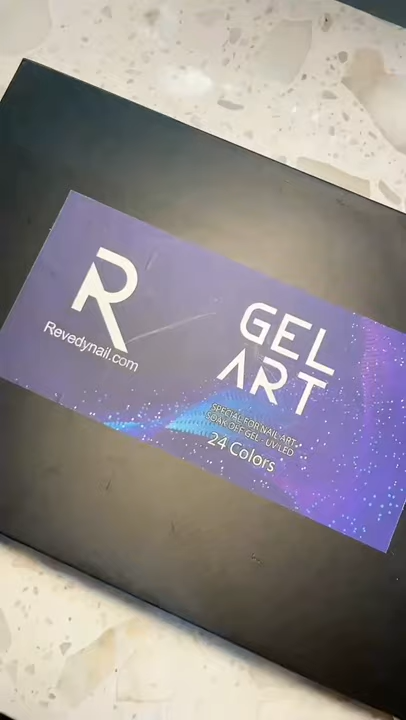 R
Revedynail.com
GEL
ART
SPECIAL FOR NAIL ART
SOAK OFF GEL - UV/LED
24 Colors